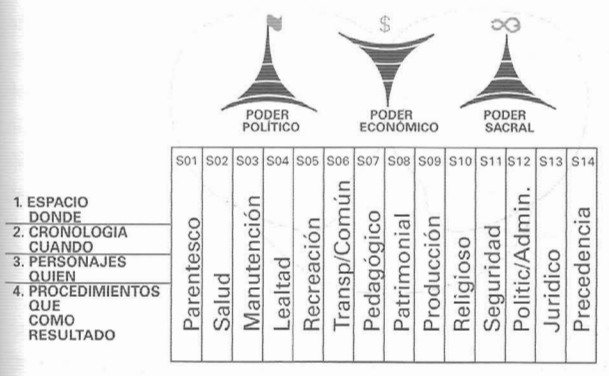 $
PODER
POLÍTICO
PODER
ECONÓMICO
PODER
SACRAL
S01 S02 S03 S04 S05 S06 S07 S08 S09 S10 S11 S12 S13 S14
1. ESPACIO
DONDE
2. CRONOLOGIA
CUANDO
3. PERSONAJES
QUIEN
4. PROCEDIMIENTOS
QUE
COMO
RESULTADO
Parentesco
Salud
Manutención
Lealtad
Recreación
Transp/Común
Pedagógico
Patrimonial
Producción
Religioso
Seguridad
Politic/Admin.
Juridico
Precedencia